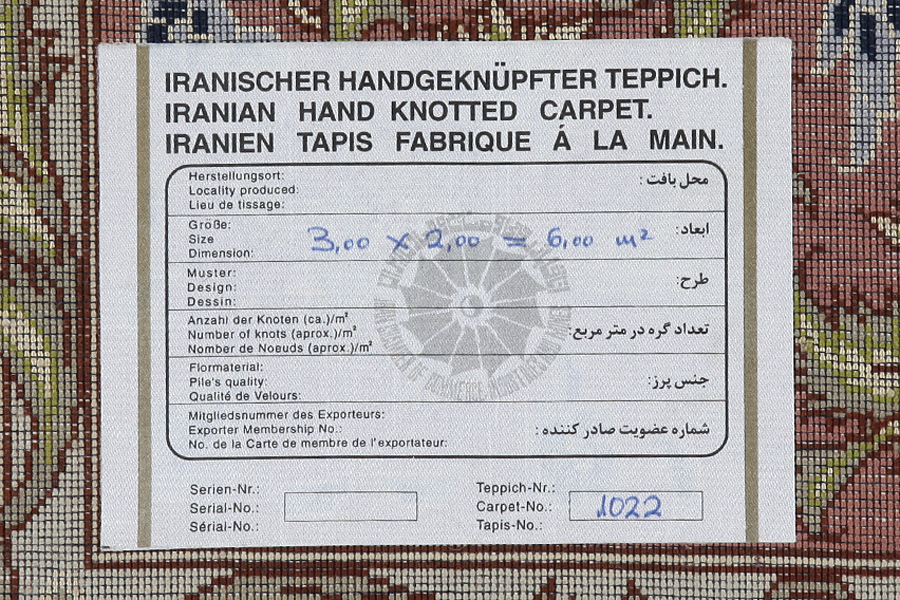 IRANISCHER HANDGEKNÜPFTER TEPPICH.
IRANIAN HAND KNOTTED CARPET.
IRANIEN TAPIS FABRIQUE Á LA MAIN.
Herstellungsort:
Locality produced:
Lieu de tissage:
محل بافت :
Größe:
Size
Dimension:
3,00 x 2,00 = 6,00 m²
ابعاد:
Muster:
Design:
Dessin:
طرح:
Anzahl der Knoten (ca.)/m²
Number of knots (aprox.)/m²
Nomber de Noeuds (aprox.)/m²
تعداد گره در متر مربع:
Flormaterial:
Pile's quality:
Qualité de Velours:
جنس پرز:
Mitgliedsnummer des Exporteurs:
Exporter Membership No.:
No. de la Carte de membre de l'exportateur:
شماره عضویت صادر کننده :
Serien-Nr.:
Serial-No.:
Sérial-No.:
Teppich-Nr.:
Carpet-No.:
Tapis-No.:
1022